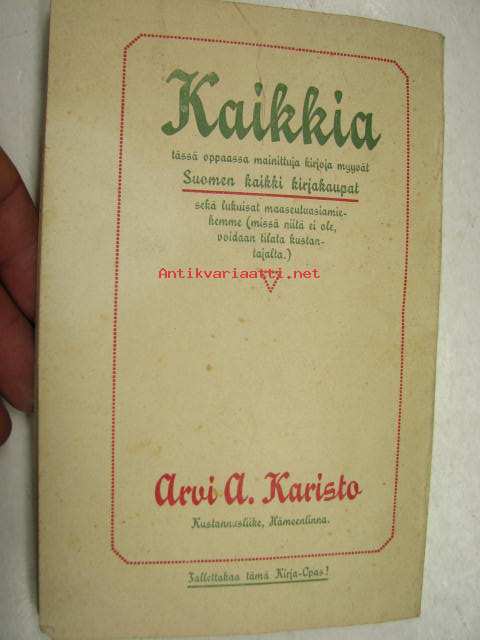 Kaikkia
tässä oppaassa mainittuja kirjoja myyvät
Suomen kaikki kirjakaupat
sekä lukuisat maaseutuasiamie-
hemme (missä niitä ei ole,
voidaan tilata kustan-
tajalta.)
Antikvariaatti.net
Arvi A. Karisto
Kustannusliike, Hämeenlinna.
Tallettakaa tämä Kirja-Opas!